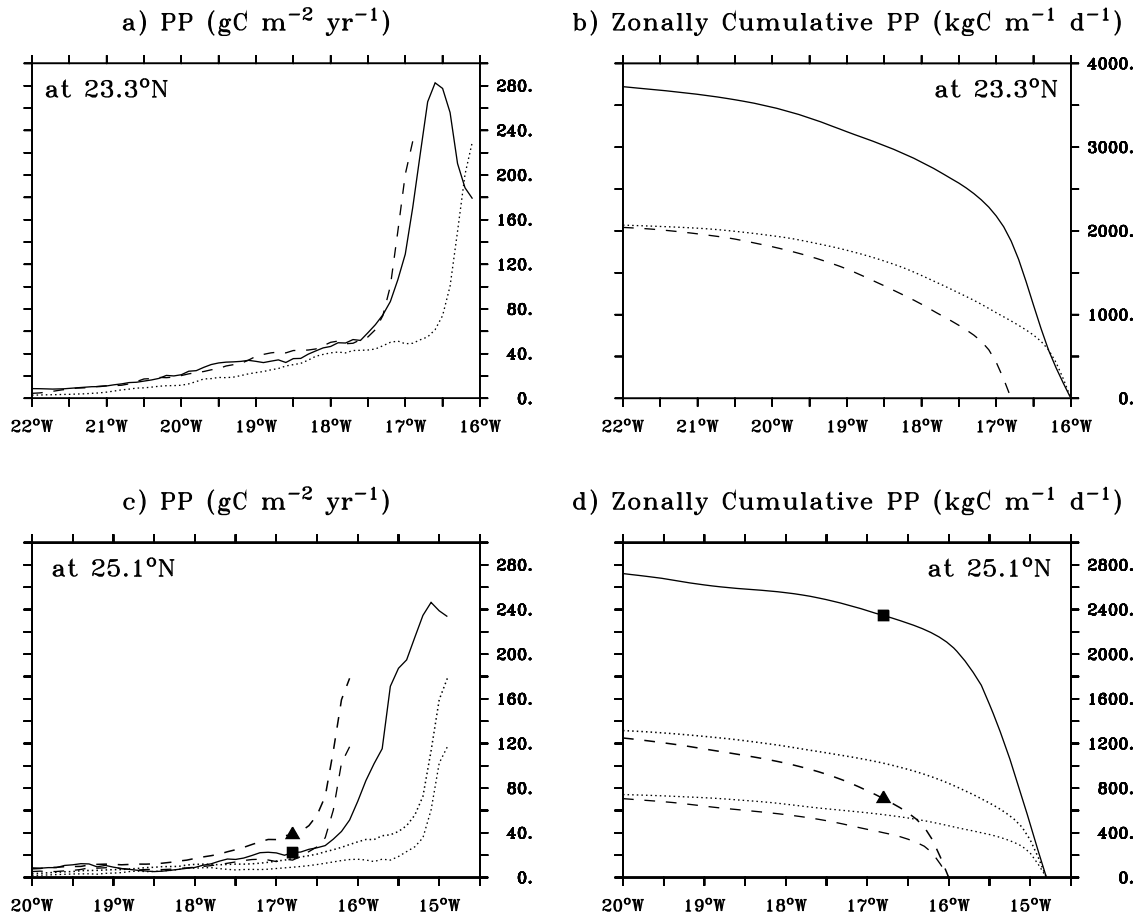 a) PP (gC m⁻² yr⁻¹)
at 23.3°N
280.
240.
200.
160.
120.
80.
40.
0.
22°W 21°W 20°W 19°W 18°W 17°W 16°W
b) Zonally Cumulative PP (kgC m⁻¹ d⁻¹)
at 23.3°N
4000.
3000.
2000.
1000.
0.
22°W 21°W 20°W 19°W 18°W 17°W 16°W
c) PP (gC m⁻² yr⁻¹)
at 25.1°N
280.
240.
200.
160.
120.
80.
40.
0.
20°W 19°W 18°W 17°W 16°W 15°W
d) Zonally Cumulative PP (kgC m⁻¹ d⁻¹)
at 25.1°N
2800.
2400.
2000.
1600.
1200.
800.
400.
0.
20°W 19°W 18°W 17°W 16°W 15°W